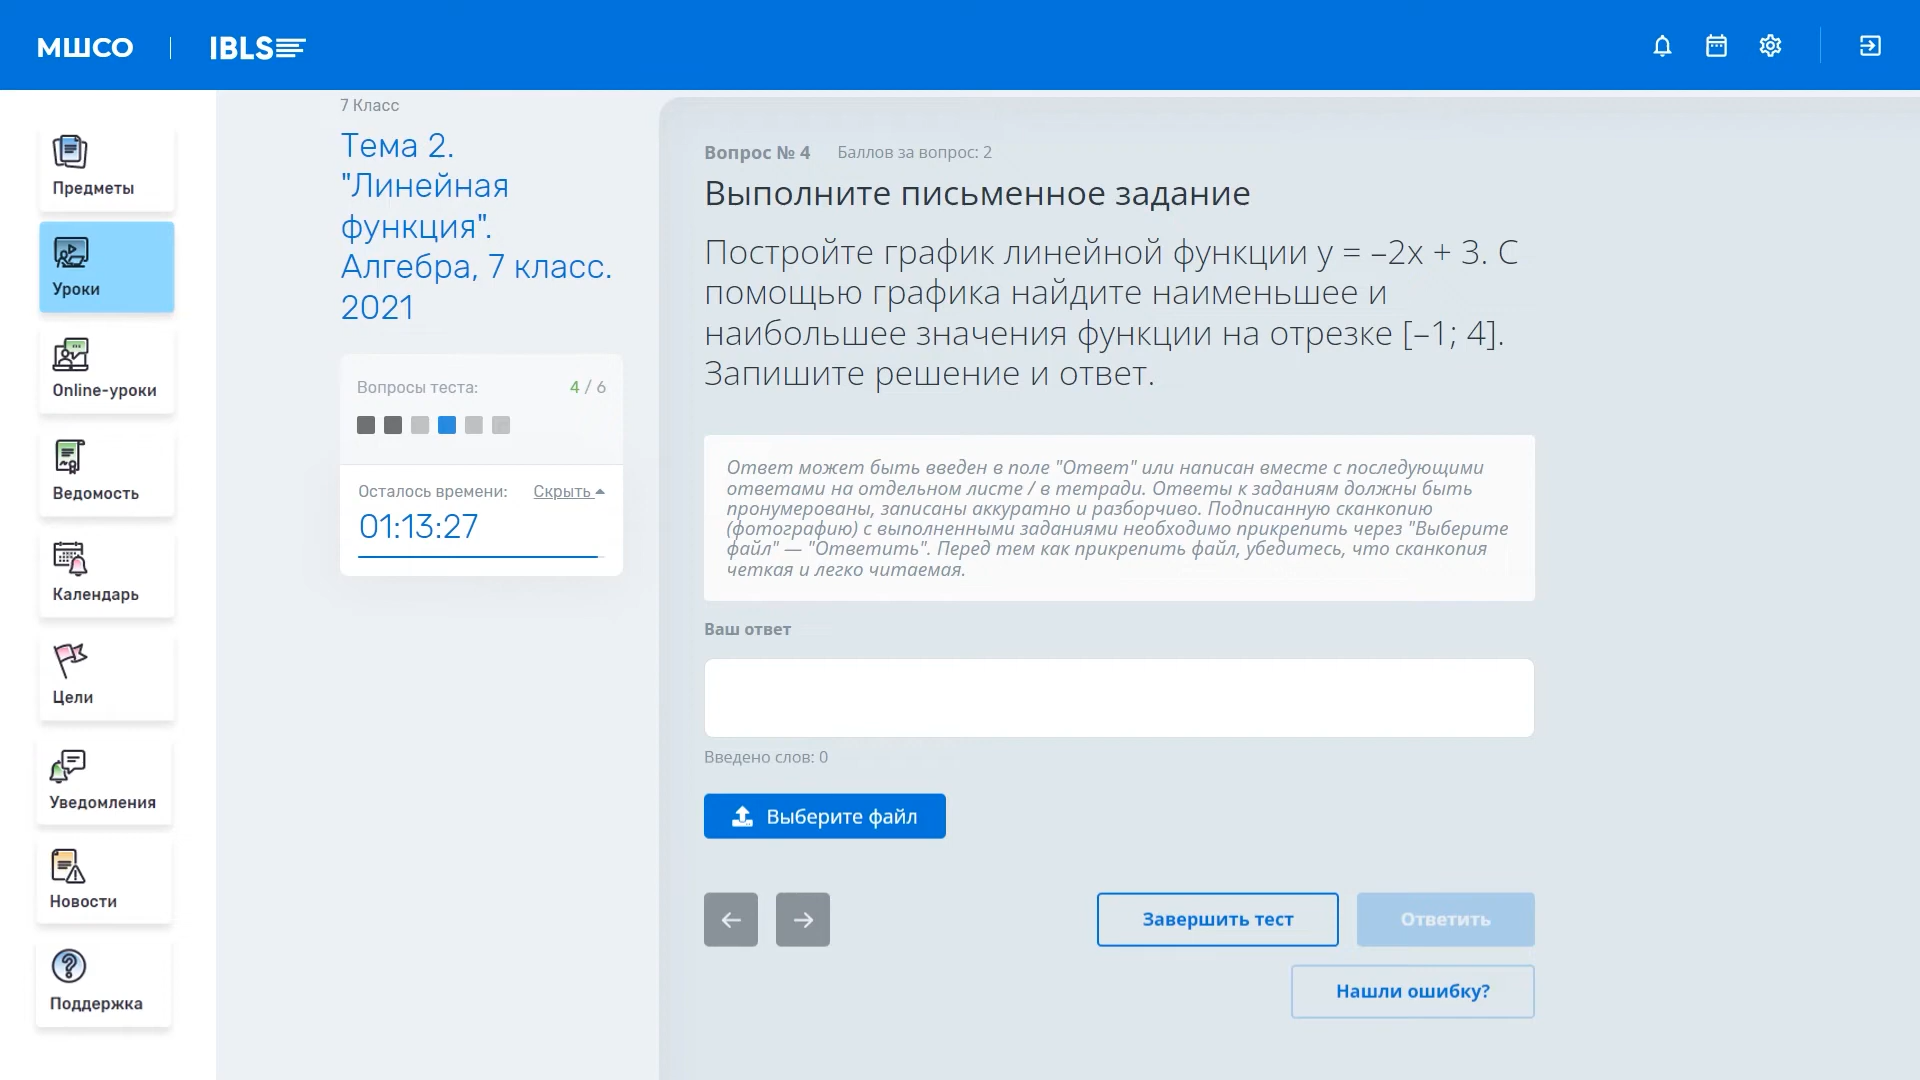 МШСО
IBLS
Предметы
Уроки
Online-уроки
Ведомость
Календарь
Цели
Уведомления
Новости
Поддержка
7 Класс
Тема 2.
"Линейная
функция".
Алгебра, 7 класс.
2021
Вопросы теста: 4 / 6
Осталось времени: Скрыть
01:13:27
Вопрос № 4 Баллов за вопрос: 2
Выполните письменное задание
Постройте график линейной функции y = –2x + 3. С
помощью графика найдите наименьшее и
наибольшее значения функции на отрезке [–1; 4].
Запишите решение и ответ.
Ответ может быть введен в поле "Ответ" или написан вместе с последующими
ответами на отдельном листе / в тетради. Ответы к заданиям должны быть
пронумерованы, записаны аккуратно и разборчиво. Подписанную сканкопию
(фотографию) с выполненными заданиями необходимо прикрепить через "Выберите
файл" — "Ответить". Перед тем как прикрепить файл, убедитесь, что сканкопия
четкая и легко читаемая.
Ваш ответ
Введено слов: 0
Выберите файл
Завершить тест
Ответить
Нашли ошибку?